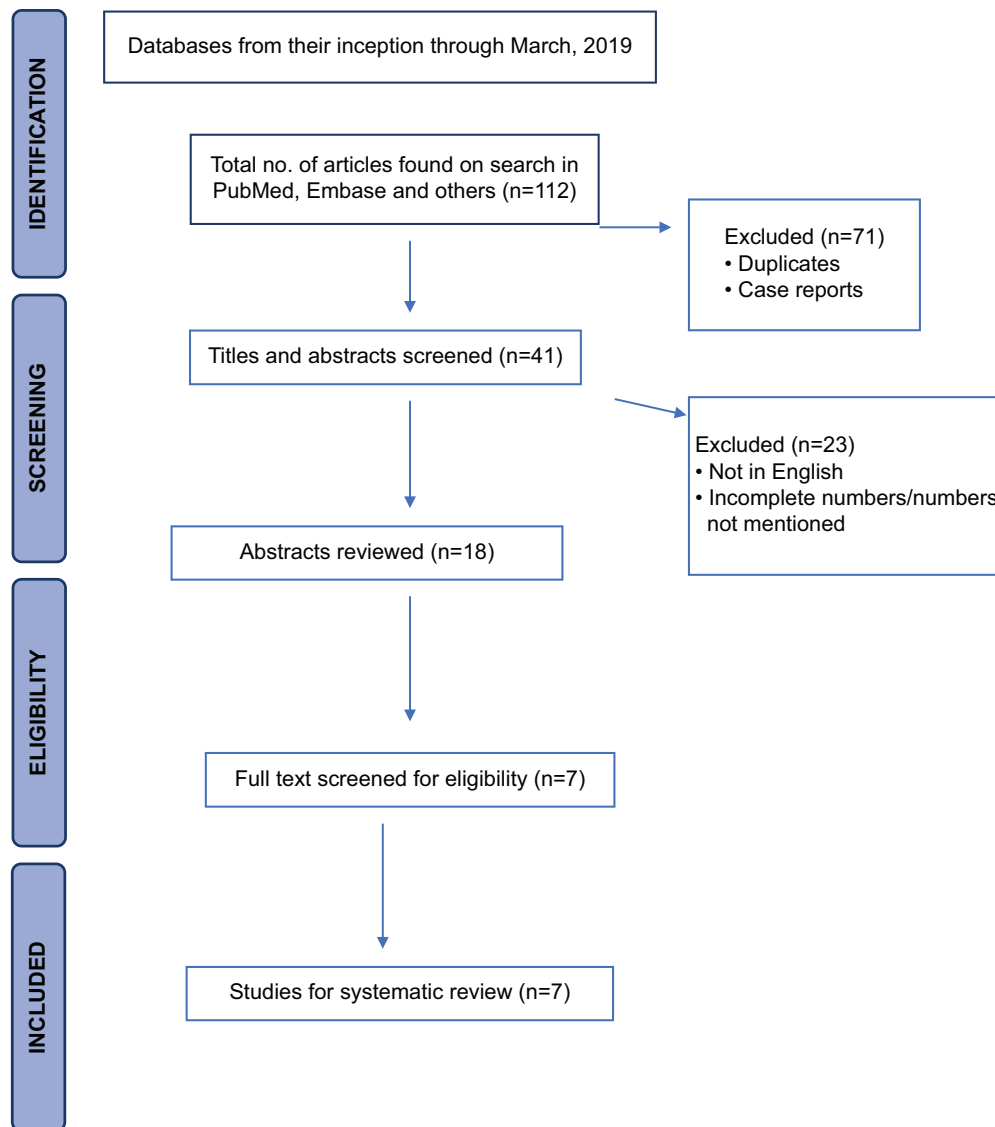 IDENTIFICATION
Databases from their inception through March, 2019
Total no. of articles found on search in
PubMed, Embase and others (n=112)
Excluded (n=71)
• Duplicates
• Case reports
SCREENING
Titles and abstracts screened (n=41)
Excluded (n=23)
• Not in English
• Incomplete numbers/numbers
not mentioned
Abstracts reviewed (n=18)
ELIGIBILITY
Full text screened for eligibility (n=7)
INCLUDED
Studies for systematic review (n=7)